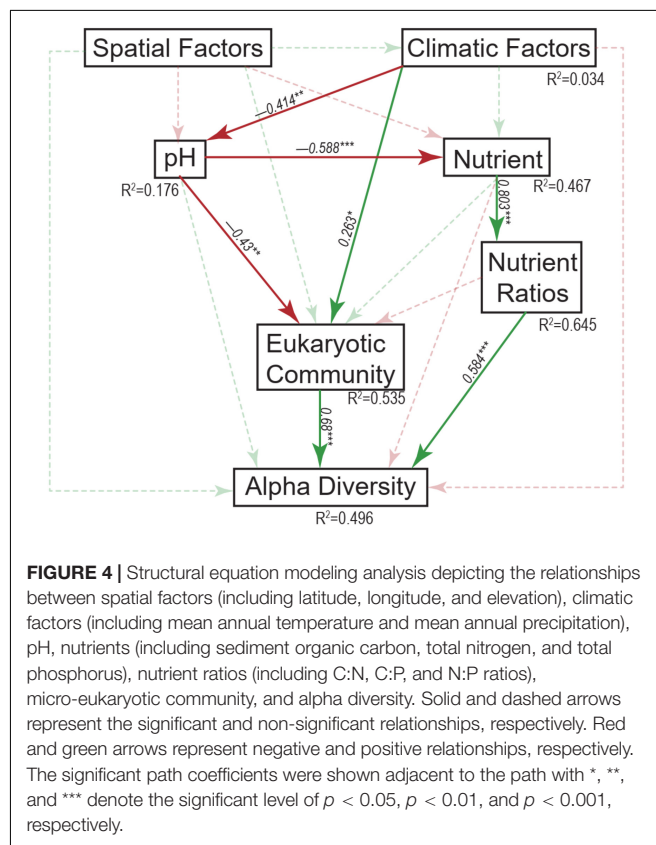 Spatial Factors
Climatic Factors
R²=0.034
—0.414**
pH
—0.588***
Nutrient
R²=0.176
R²=0.467
0.803***
0.263*
—0.43**
Nutrient
Ratios
R²=0.645
Eukaryotic
Community
R²=0.535
0.584***
0.68***
Alpha Diversity
R²=0.496
FIGURE 4 | Structural equation modeling analysis depicting the relationships
between spatial factors (including latitude, longitude, and elevation), climatic
factors (including mean annual temperature and mean annual precipitation),
pH, nutrients (including sediment organic carbon, total nitrogen, and total
phosphorus), nutrient ratios (including C:N, C:P, and N:P ratios),
micro-eukaryotic community, and alpha diversity. Solid and dashed arrows
represent the significant and non-significant relationships, respectively. Red
and green arrows represent negative and positive relationships, respectively.
The significant path coefficients were shown adjacent to the path with *, **,
and *** denote the significant level of p < 0.05, p < 0.01, and p < 0.001,
respectively.